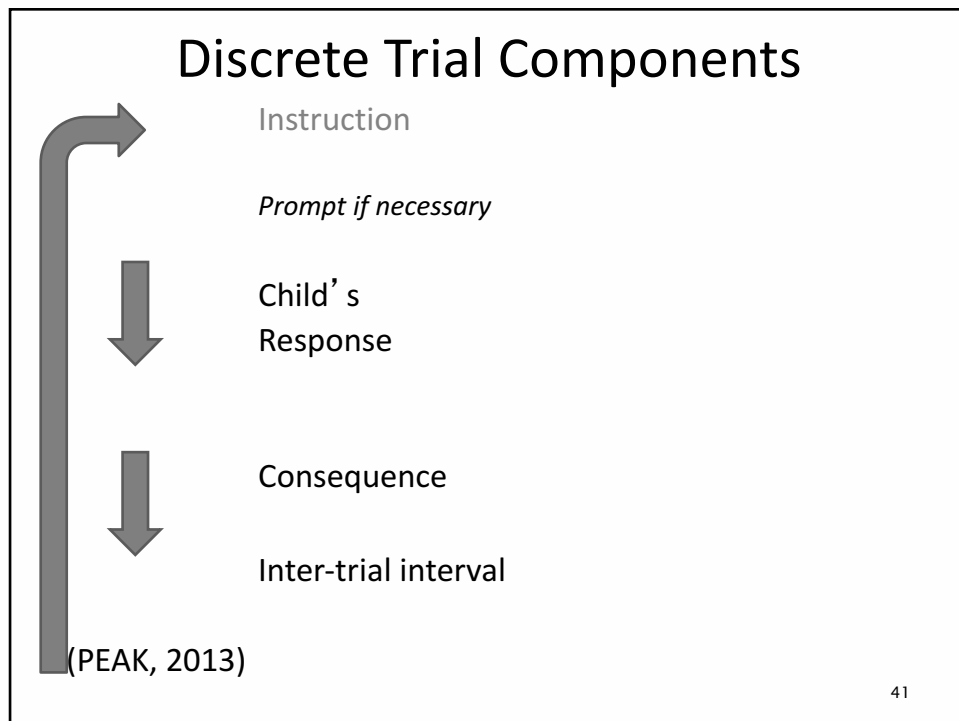 Discrete Trial Components
Instruction
Prompt if necessary
Child’s
Response
Consequence
Inter-trial interval
(PEAK, 2013)
41